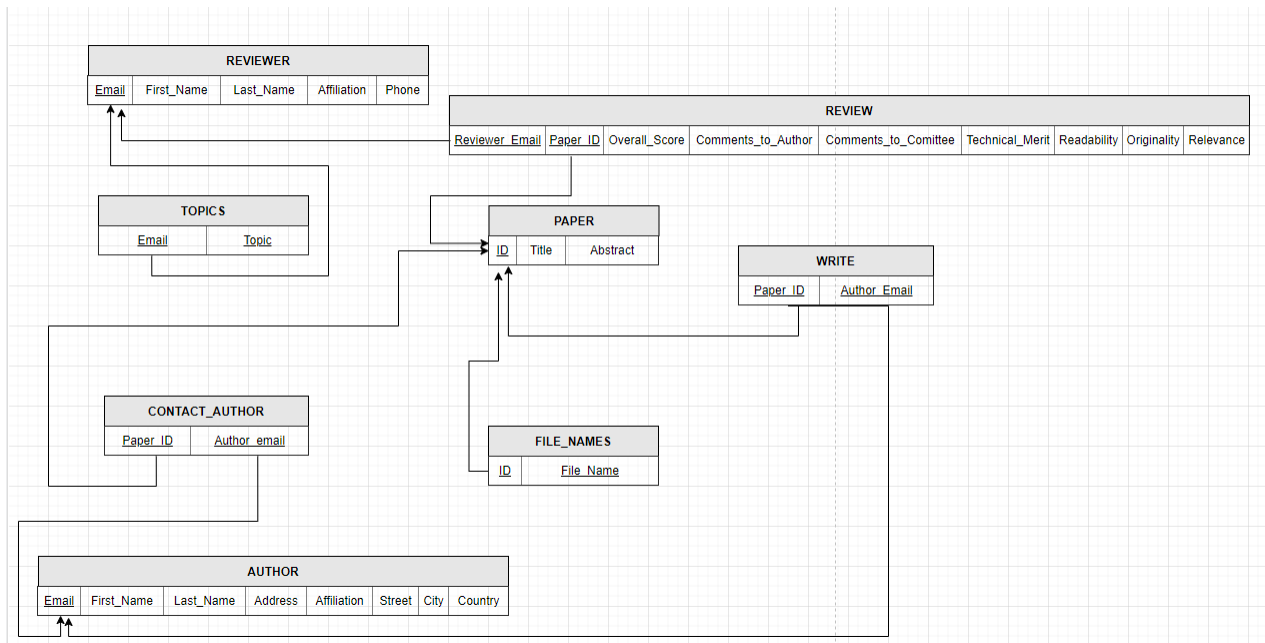 REVIEWER
Email First_Name Last_Name Affiliation Phone
REVIEW
Reviewer_Email Paper_ID Overall_Score Comments_to_Author Comments_to_Comittee Technical_Merit Readability Originality Relevance
TOPICS
Email Topic
PAPER
ID Title Abstract
WRITE
Paper_ID Author_Email
CONTACT_AUTHOR
Paper_ID Author_email
FILE_NAMES
ID File_Name
AUTHOR
Email First_Name Last_Name Address Affiliation Street City Country